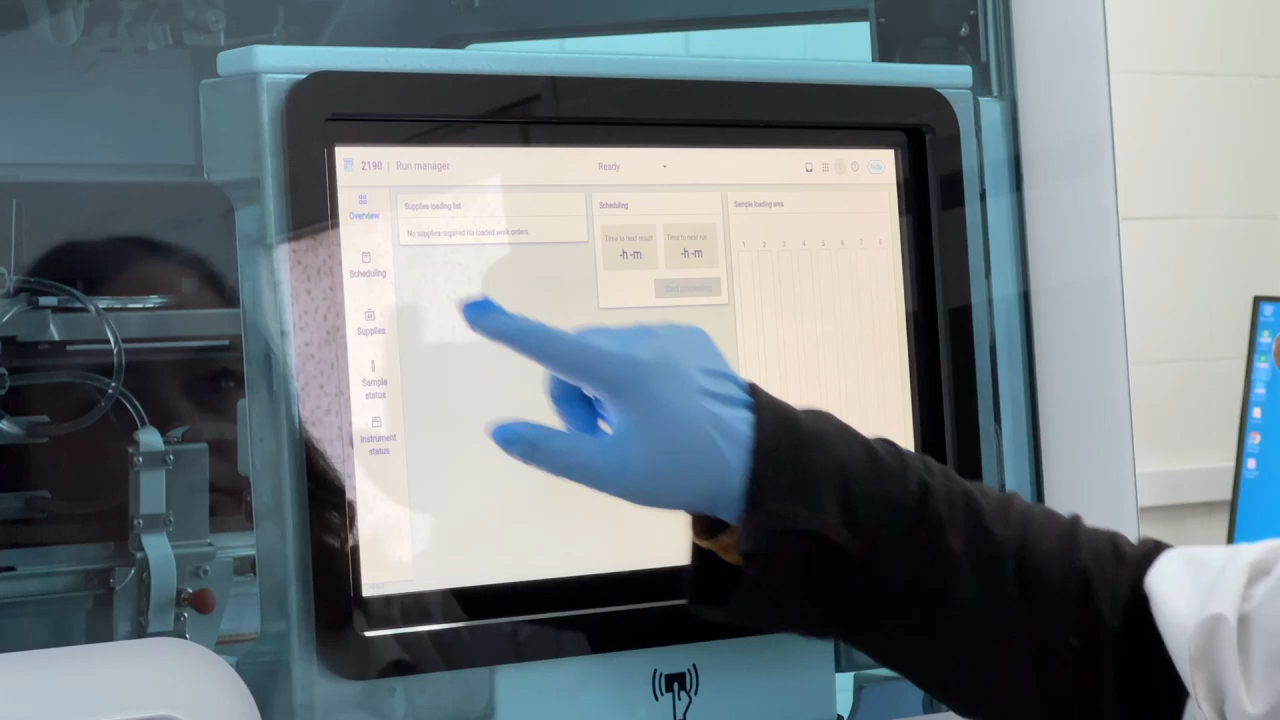 2190 | Run manager
Ready
Overview
Scheduling
Supplies
Sample
status
Instrument
status
Supplies loading list
No supplies required for loaded work orders
Scheduling
Time to next result
-h -m
Time to next run
-h -m
Start processing
Sample loading area
1 2 3 4 5 6 7 8